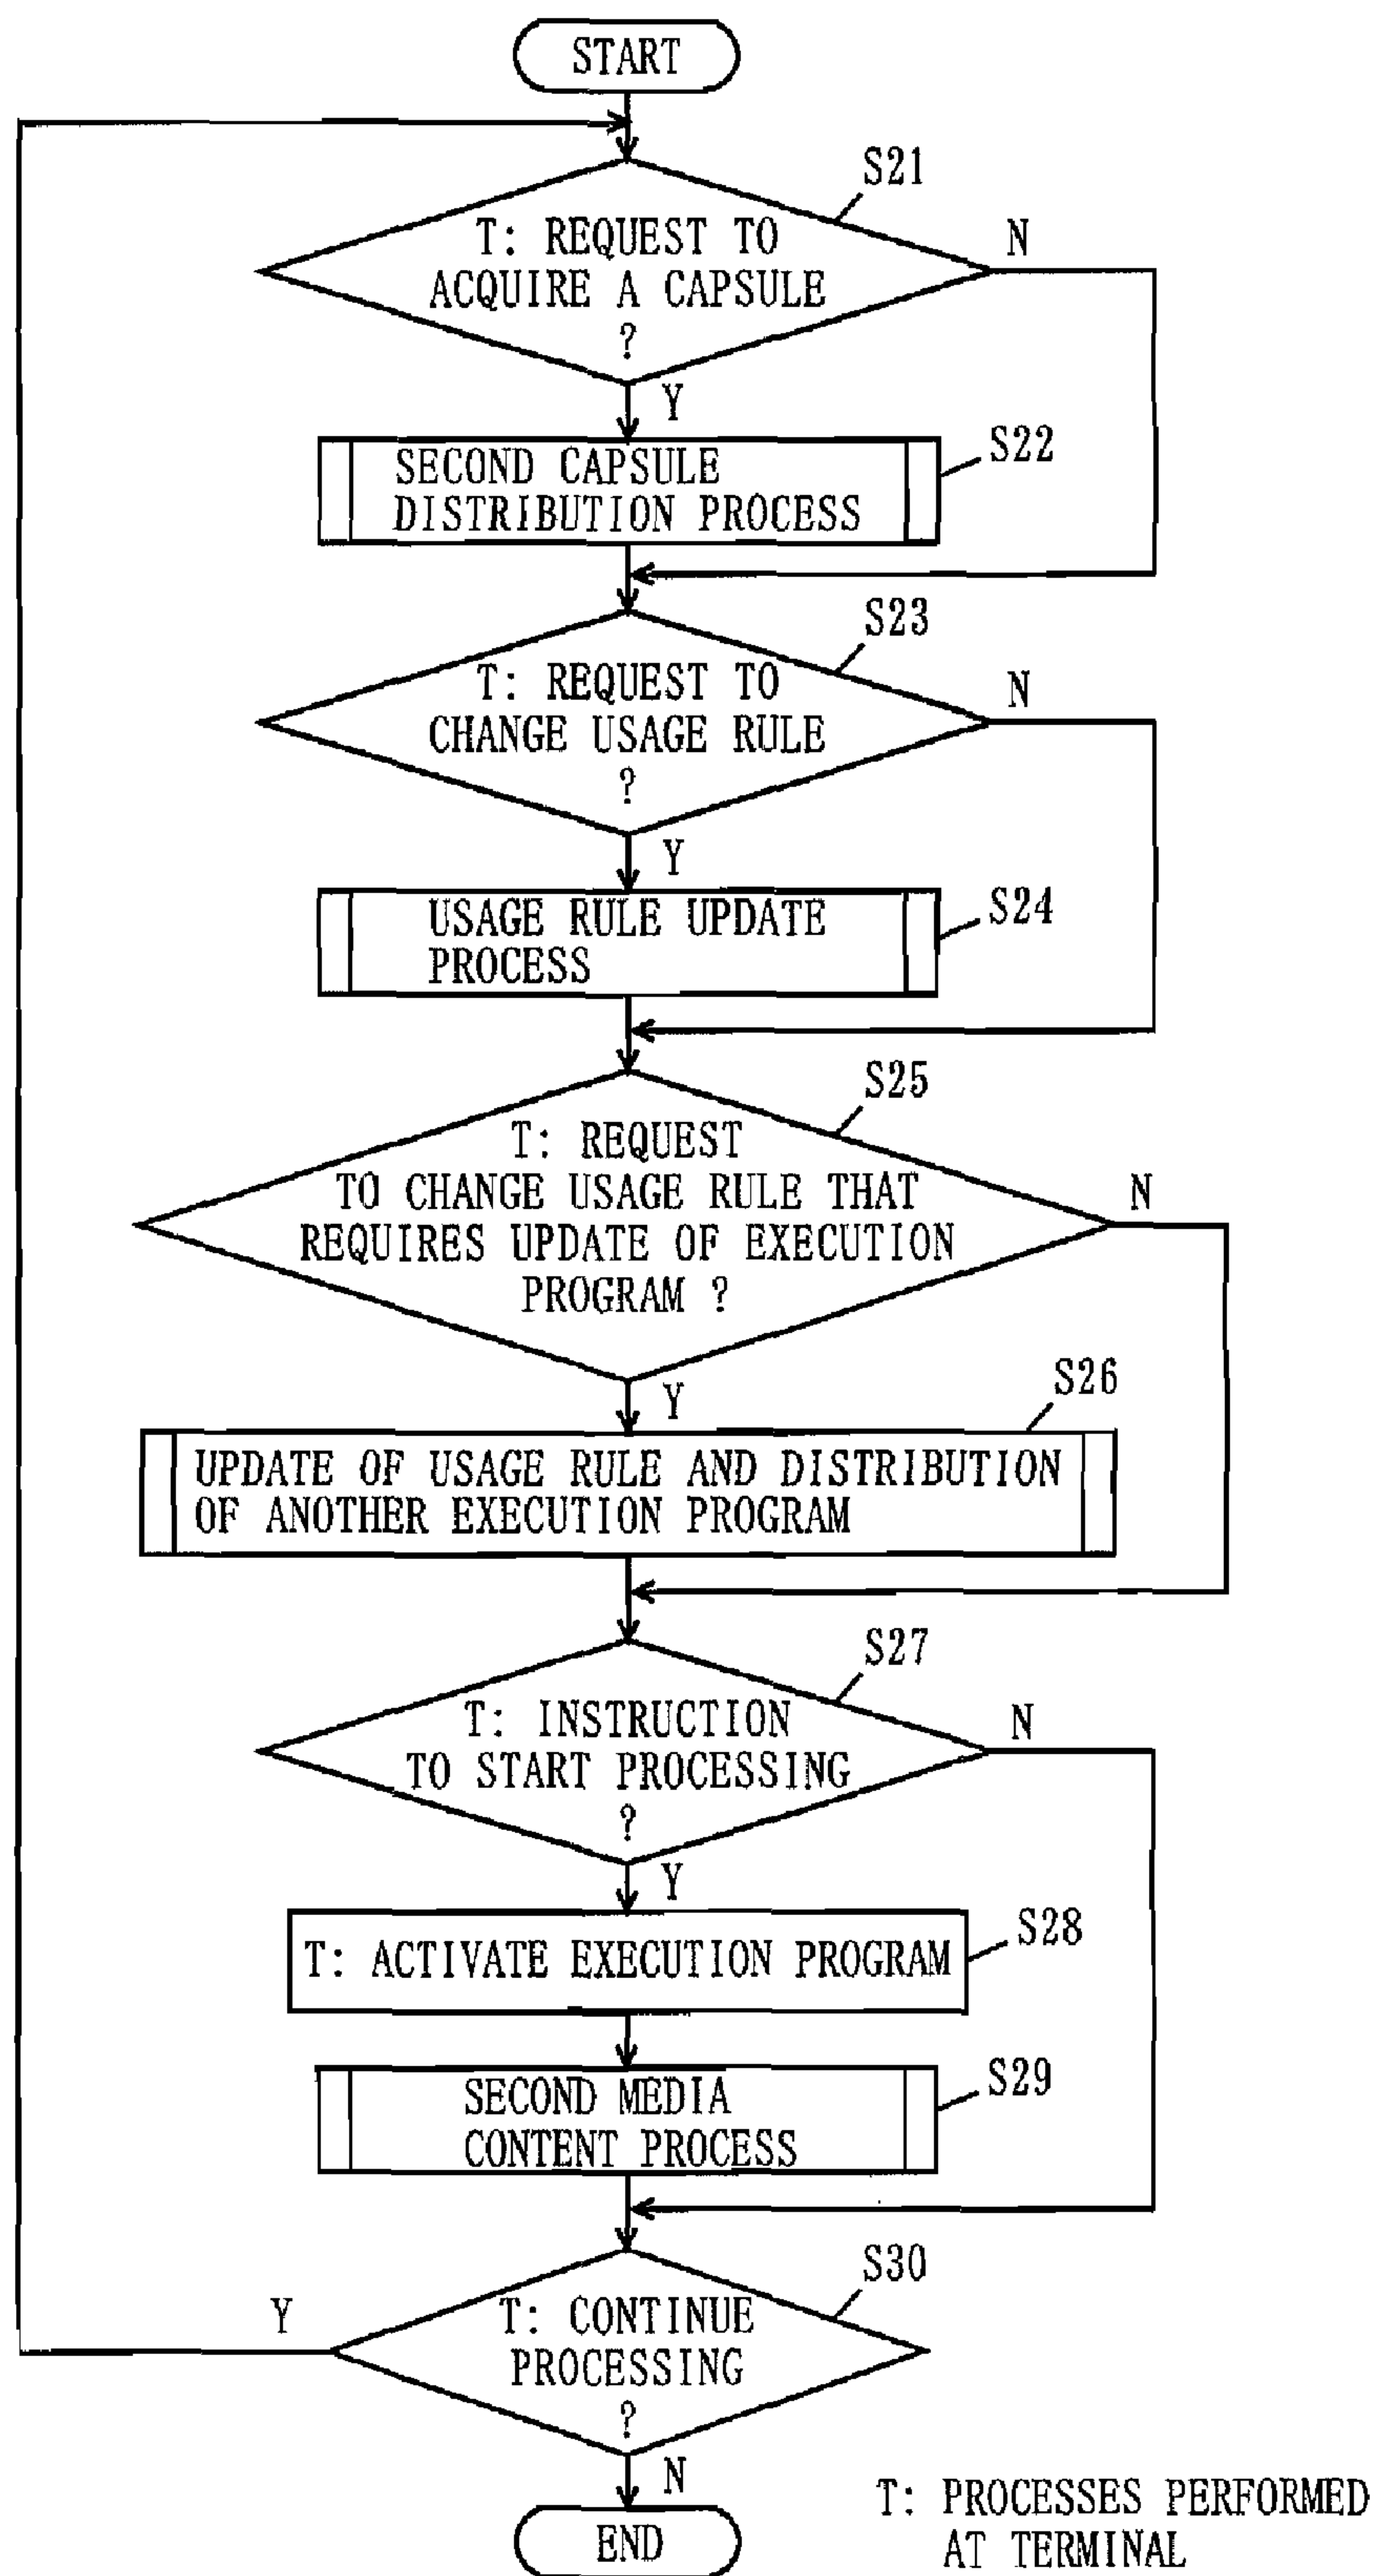 START
S21
T: REQUEST TO
ACQUIRE A CAPSULE
?
N
Y
S22
SECOND CAPSULE
DISTRIBUTION PROCESS
S23
T: REQUEST TO
CHANGE USAGE RULE
?
N
Y
S24
USAGE RULE UPDATE
PROCESS
S25
T: REQUEST
TO CHANGE USAGE RULE THAT
REQUIRES UPDATE OF EXECUTION
PROGRAM ?
N
Y
S26
UPDATE OF USAGE RULE AND DISTRIBUTION
OF ANOTHER EXECUTION PROGRAM
S27
T: INSTRUCTION
TO START PROCESSING
?
N
Y
S28
T: ACTIVATE EXECUTION PROGRAM
S29
SECOND MEDIA
CONTENT PROCESS
S30
T: CONTINUE
PROCESSING
?
Y
N
END
T: PROCESSES PERFORMED
AT TERMINAL